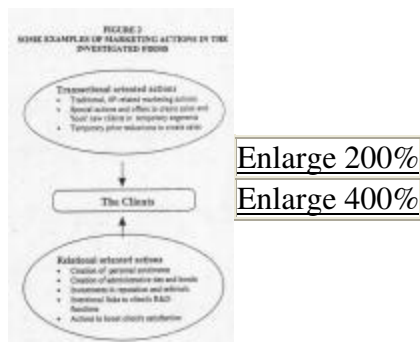 FIGURE 2
SOME EXAMPLES OF MARKETING ACTIONS IN THE
INVESTIGATED FIRMS
Transactional oriented actions
• Traditional, 4P-related marketing actions
• Special actions and offers to create sales and
'hook' new clients in temporary segments
• Temporary price reductions to create sales
The Clients
Relational oriented actions
• Creation of personal sentiments
• Creation of administrative ties and bonds
• Investments in reputation and referrals
• Intentional links to client's R&D
functions
• Actions to boost client's satisfaction
Enlarge 200%
Enlarge 400%